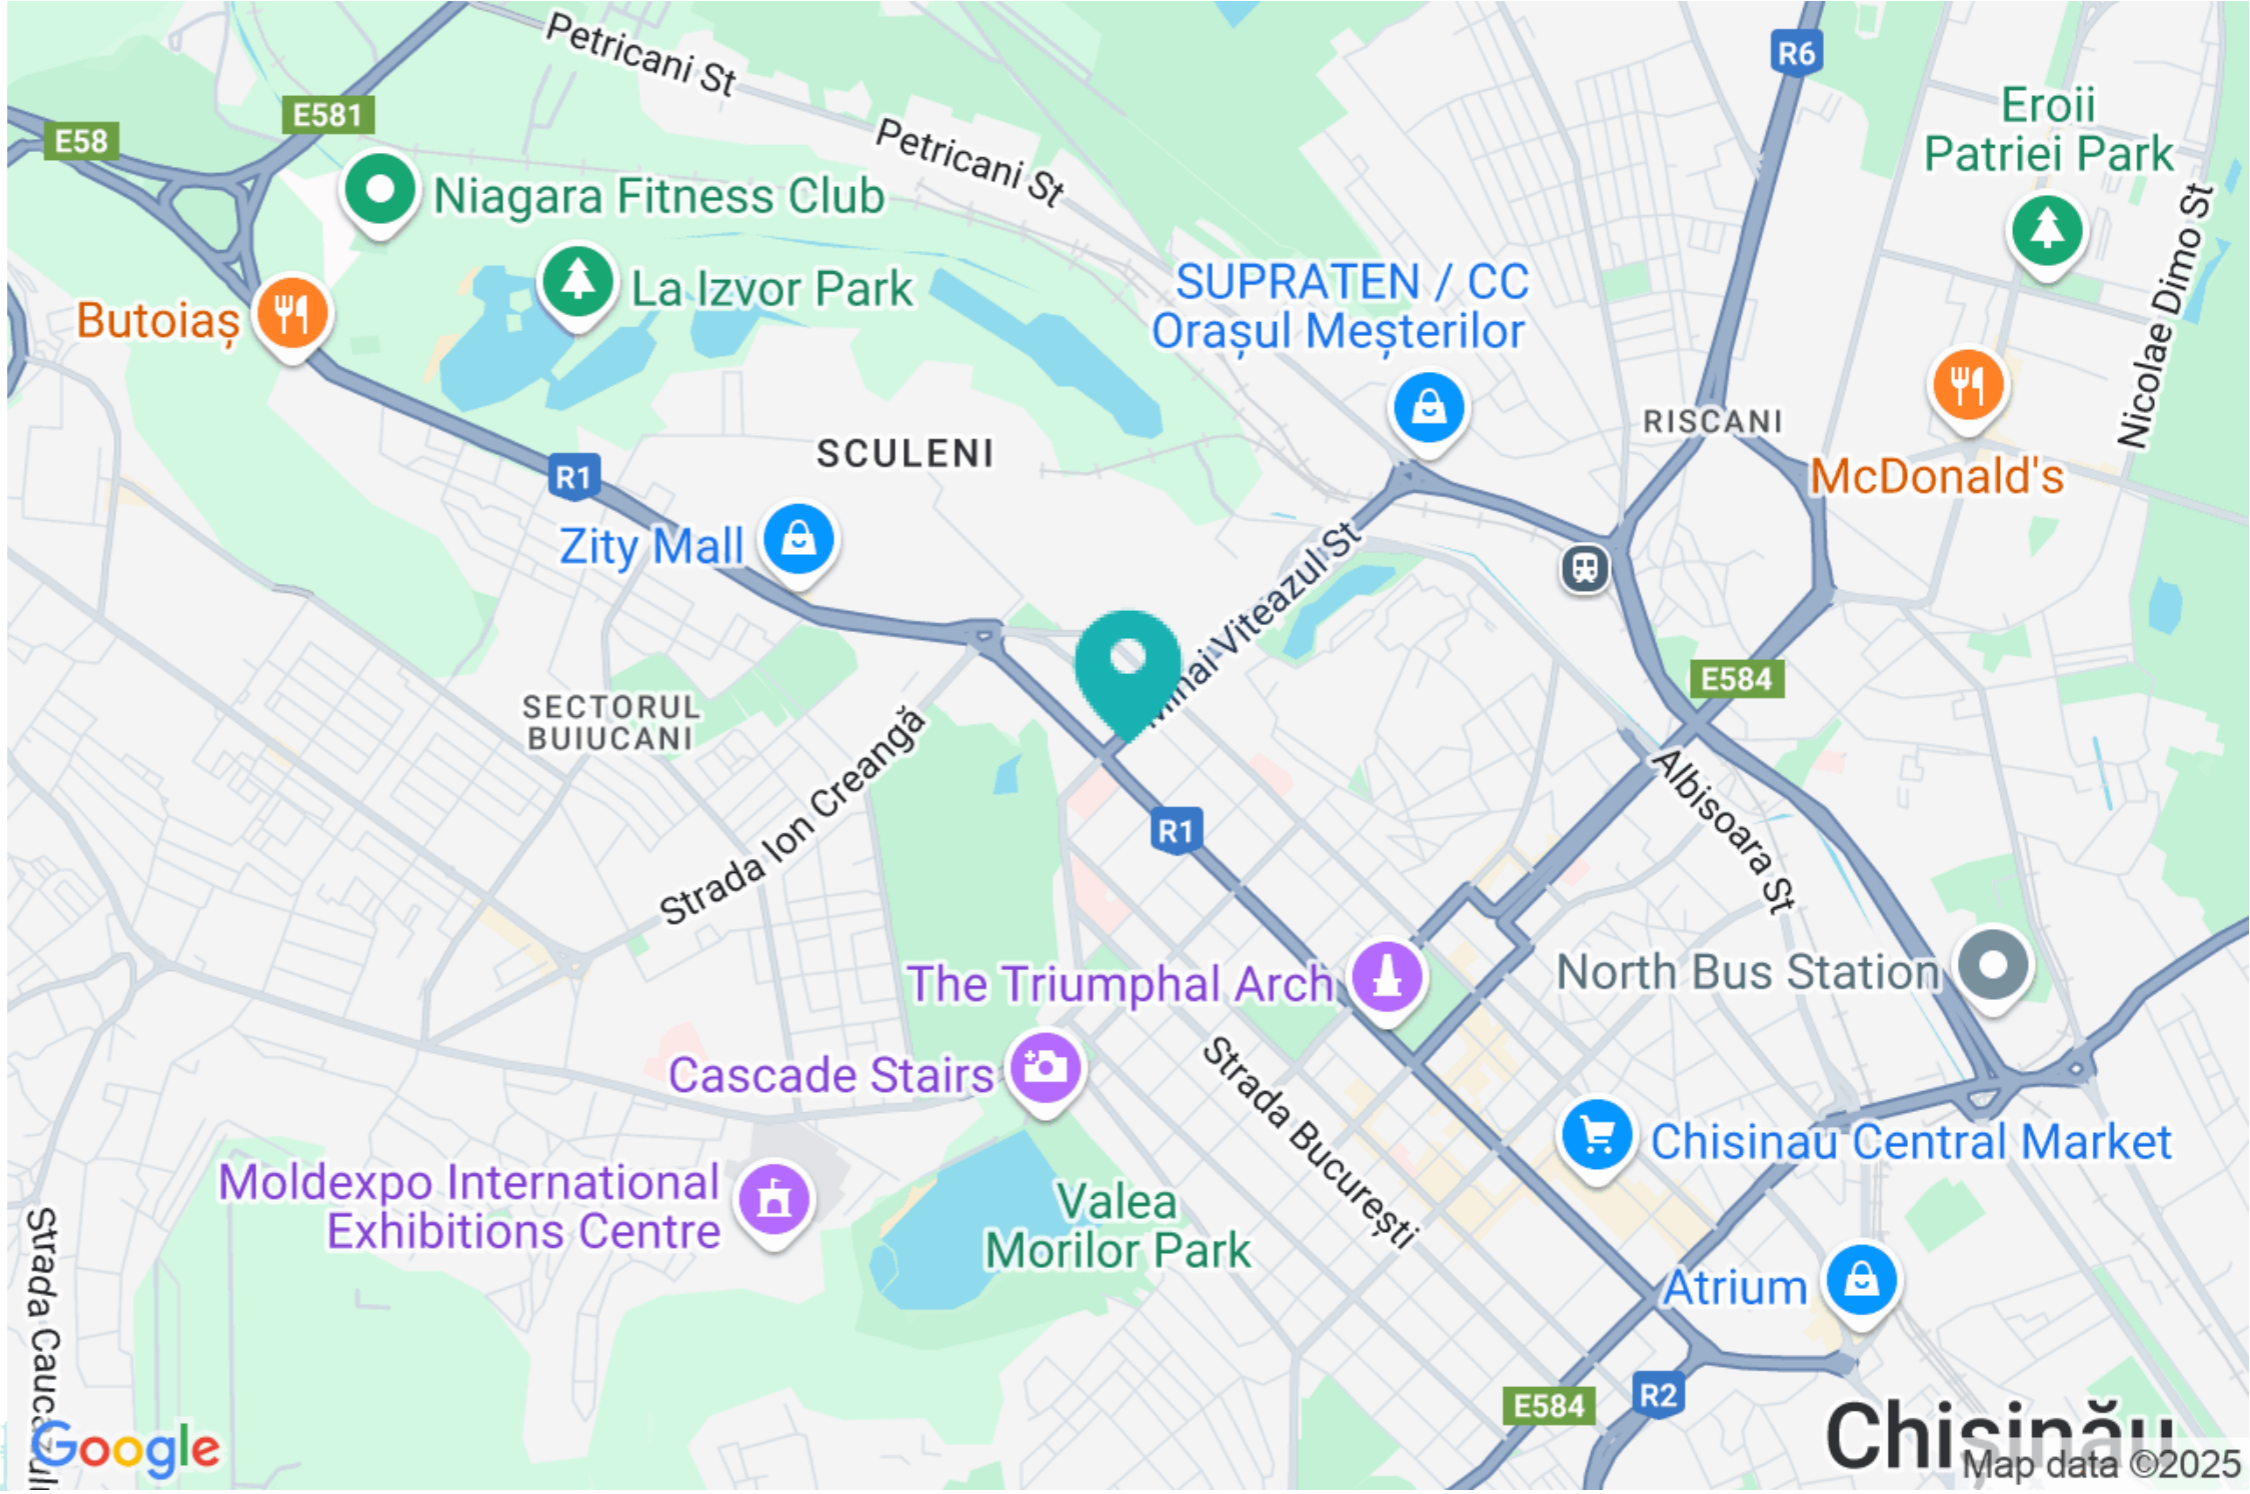 Petricani St
R6
E581
E58
Eroii
Patriei Park
Petricani St
Niagara Fitness Club
Nicolae Dimo St
La Izvor Park
SUPRATEN / CC
Orașul Meșterilor
Butoiaș
RISCANI
SCULENI
R1
McDonald's
Zity Mall
Mihai Viteazul St
E584
SECTORUL
BUIUCANI
Strada Ion Creangă
Albisoara St
R1
The Triumphal Arch
North Bus Station
Cascade Stairs
Strada București
Chisinau Central Market
Moldexpo International
Exhibitions Centre
Valea
Morilor Park
Strada Caucazului
Atrium
E584
R2
Chișinău
Google
Map data ©2025